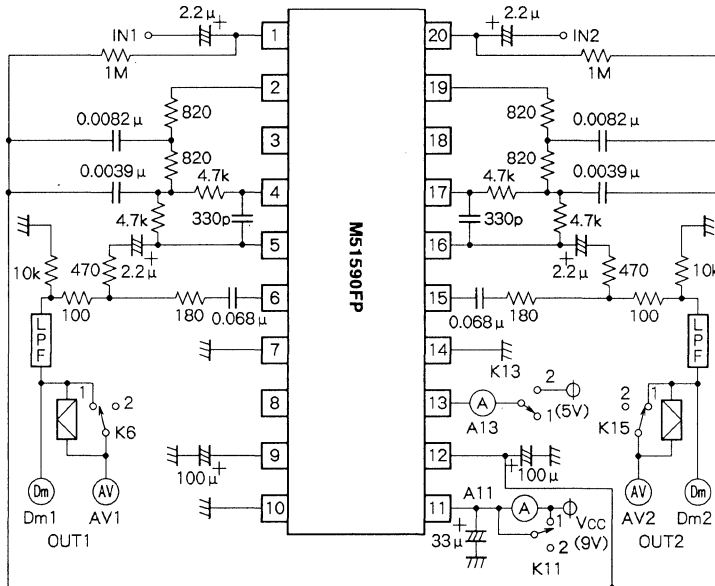 2.2μ + 2.2μ +
IN1 1 20 IN2
1M 1M
2 19
820 820
0.0082μ 0.0082μ
3 18
820 820
0.0039μ 4.7k 4.7k 0.0039μ
4 17
4.7k 330p 330p 4.7k
M51590FP
5 16
10k 470 2.2μ + + 2.2μ 470 10k
6 15
100 180 0.068μ 0.068μ 180 100
LPF LPF
7 14
K13
2
1 2 8 13 A 1 (5V) 2 1
K6 A13 K15
9 12
100μ + + 100μ
Dm AV AV Dm
Dm1 AV1 10 11 A11 A VCC AV2 Dm2
OUT1 + 33μ 1 (9V) OUT2
2
K11